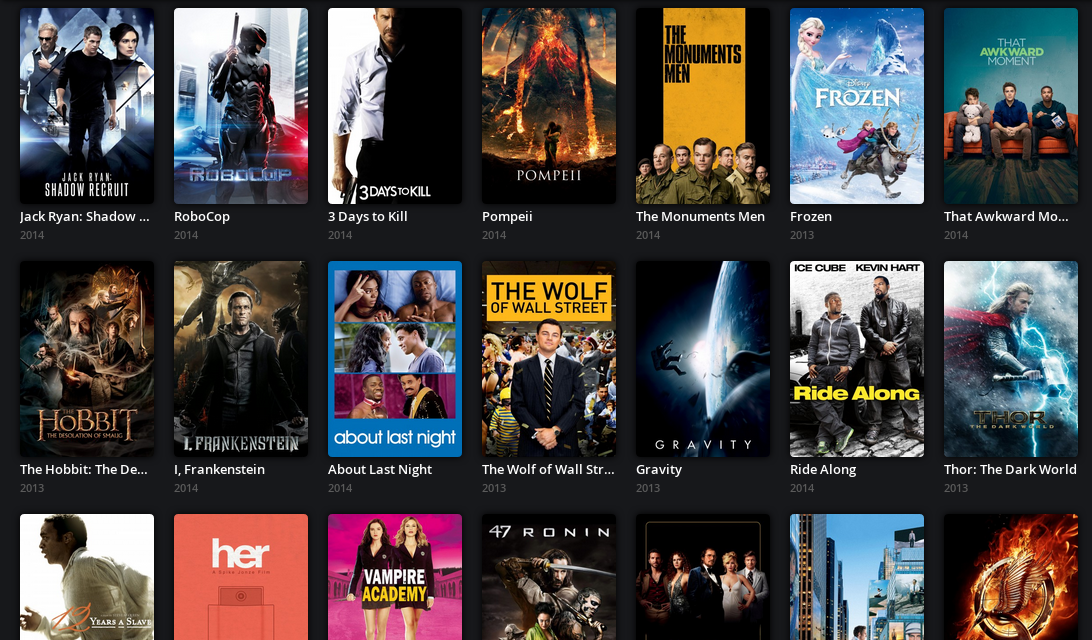 JACK RYAN:
SHADOW RECRUIT
ROBOCOP
3DAYSTOKILL
POMPEII
THE
MONUMENTS
MEN
Disney
FROZEN
THAT
AWKWARD
MOMENT
Jack Ryan: Shadow ...
RoboCop
3 Days to Kill
Pompeii
The Monuments Men
Frozen
That Awkward Mo...
2014
2014
2014
2014
2014
2013
2014
THE
HOBBIT
THE DESOLATION OF SMAUG
I, FRANKENSTEIN
about last night
THE WOLF
OF WALL STREET
GRAVITY
ICE CUBE KEVIN HART
Ride Along
THOR
THE DARK WORLD
The Hobbit: The De...
I, Frankenstein
About Last Night
The Wolf of Wall Str...
Gravity
Ride Along
Thor: The Dark World
2013
2014
2014
2013
2013
2014
2013
12 YEARS A SLAVE
her
A Spike Jonze Film
VAMPIRE
ACADEMY
47 RONIN